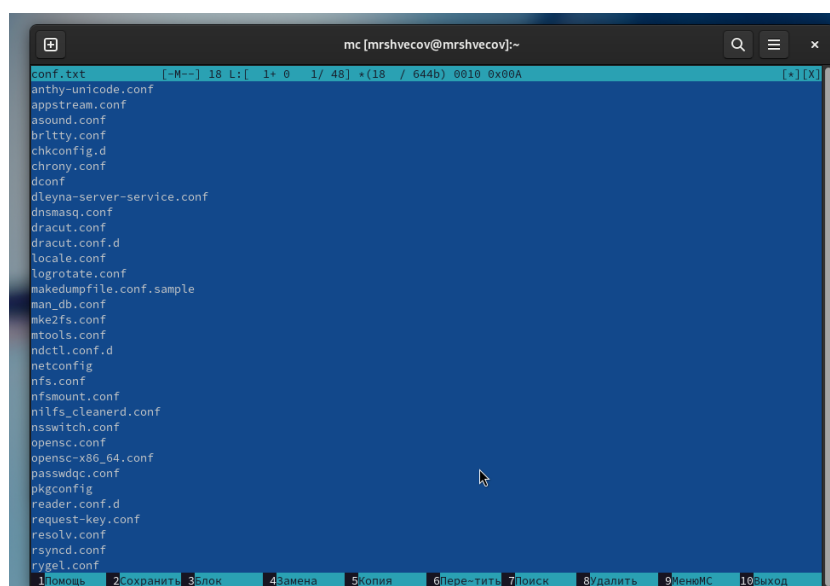 mc [mrshvecov@mrshvecov]:~
conf.txt [-M--] 18 L:[ 1+ 0 1/ 48] *(18 / 644b) 0010 0x00A [*][X]
anthy-unicode.conf
appstream.conf
asound.conf
brltty.conf
chkconfig.d
chrony.conf
dconf
dleyna-server-service.conf
dnsmasq.conf
dracut.conf
dracut.conf.d
locale.conf
logrotate.conf
makedumpfile.conf.sample
man_db.conf
mke2fs.conf
mtools.conf
ndctl.conf.d
netconfig
nfs.conf
nfsmount.conf
nilfs_cleanerd.conf
nsswitch.conf
opensc.conf
opensc-x86_64.conf
passwdqc.conf
pkgconfig
reader.conf.d
request-key.conf
resolv.conf
rsyncd.conf
rygel.conf
1Помощь 2Сохранить 3Блок 4Замена 5Копия 6Пере~тить 7Поиск 8Удалить 9МенюМС 10Выход